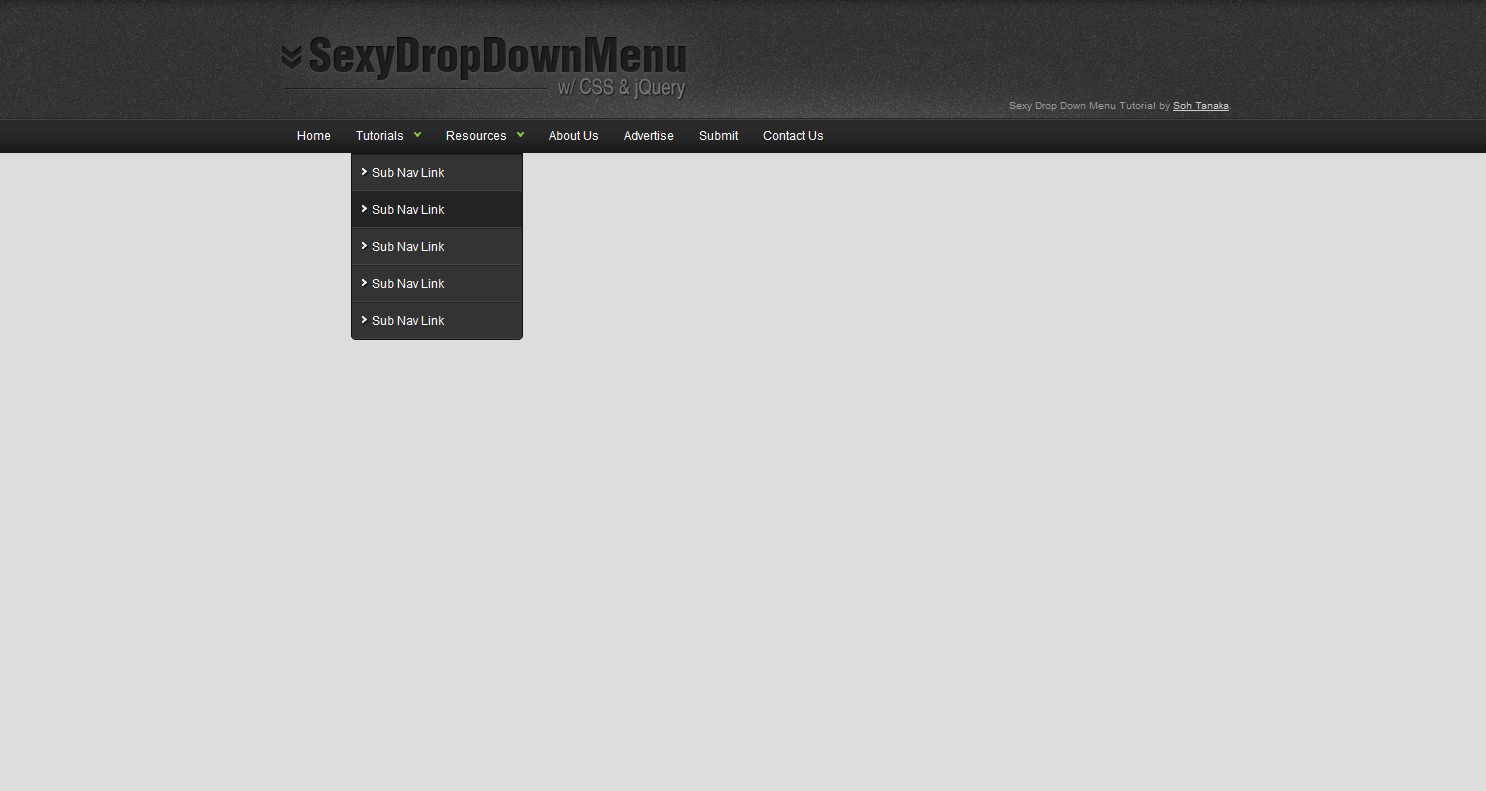 SexyDropDownMenu
w/ CSS & jQuery
Sexy Drop Down Menu Tutorial by Soh Tanaka.
Home Tutorials Resources About Us Advertise Submit Contact Us
Sub Nav Link
Sub Nav Link
Sub Nav Link
Sub Nav Link
Sub Nav Link